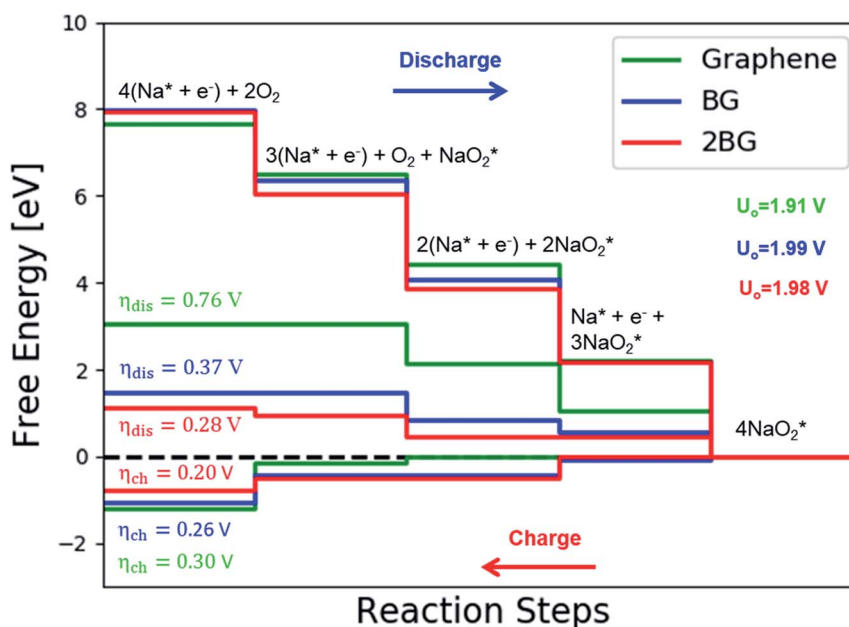 10
8
6
4
2
0
−2
Free Energy [eV]
Reaction Steps
Discharge
Graphene
BG
2BG
4(Na* + e⁻) + 2O₂
3(Na* + e⁻) + O₂ + NaO₂*
2(Na* + e⁻) + 2NaO₂*
Na* + e⁻ +
3NaO₂*
4NaO₂*
Uₒ=1.91 V
Uₒ=1.99 V
Uₒ=1.98 V
η_dis = 0.76 V
η_dis = 0.37 V
η_dis = 0.28 V
η_ch = 0.20 V
η_ch = 0.26 V
η_ch = 0.30 V
Charge